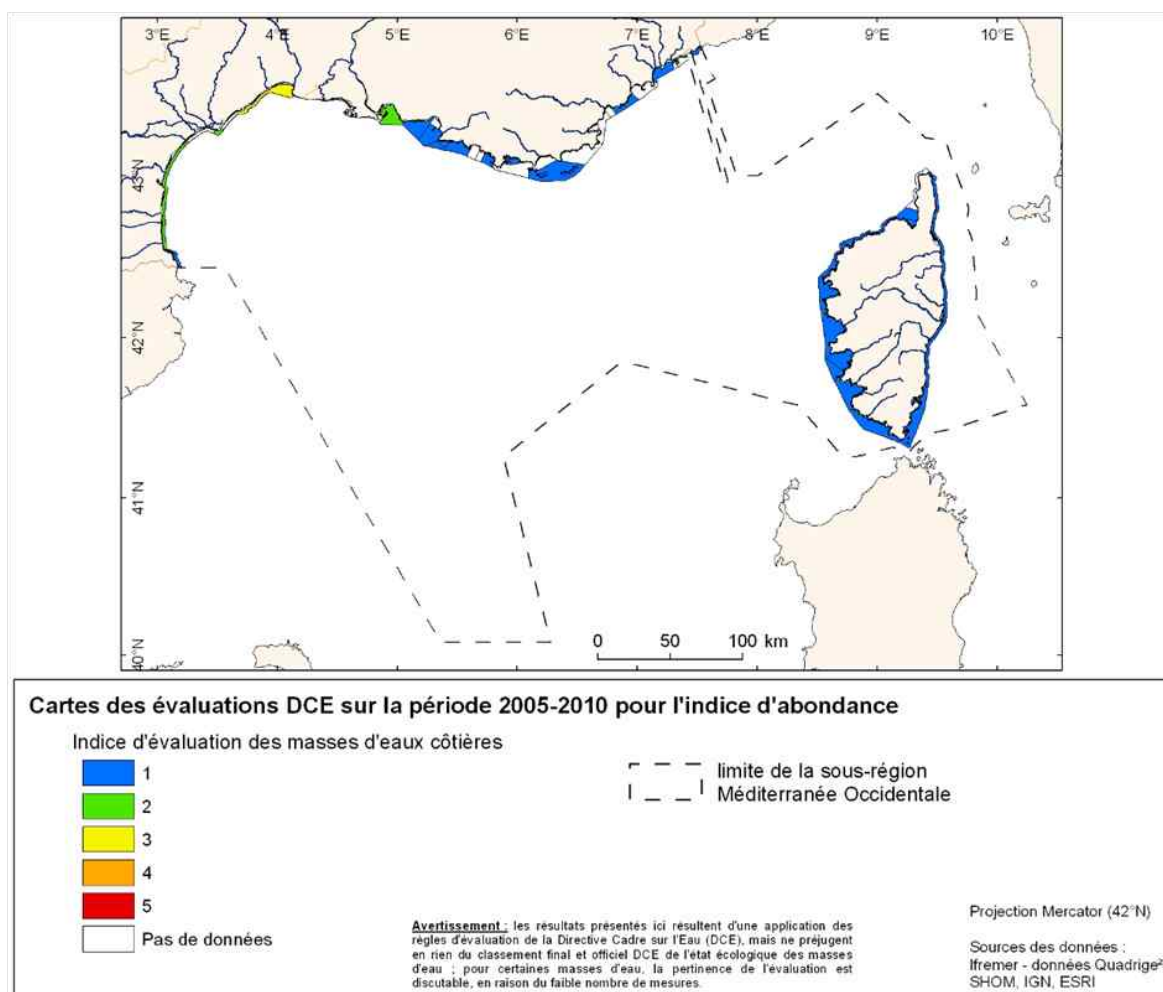 3°E 4°E 5°E 6°E 7°E 8°E 9°E 10°E
43°N
42°N
41°N
40°N
0 50 100 km
Cartes des évaluations DCE sur la période 2005-2010 pour l'indice d'abondance
Indice d'évaluation des masses d'eaux côtières
1
2
3
4
5
Pas de données
limite de la sous-région
Méditerranée Occidentale
Avertissement : les résultats présentés ici résultent d'une application des
règles d'évaluation de la Directive Cadre sur l'Eau (DCE), mais ne préjugent
en rien du classement final et officiel DCE de l'état écologique des masses
d'eau ; pour certaines masses d'eau, la pertinence de l'évaluation est
discutable, en raison du faible nombre de mesures.
Projection Mercator (42°N)
Sources des données :
Ifremer - données Quadrige²
SHOM, IGN, ESRI